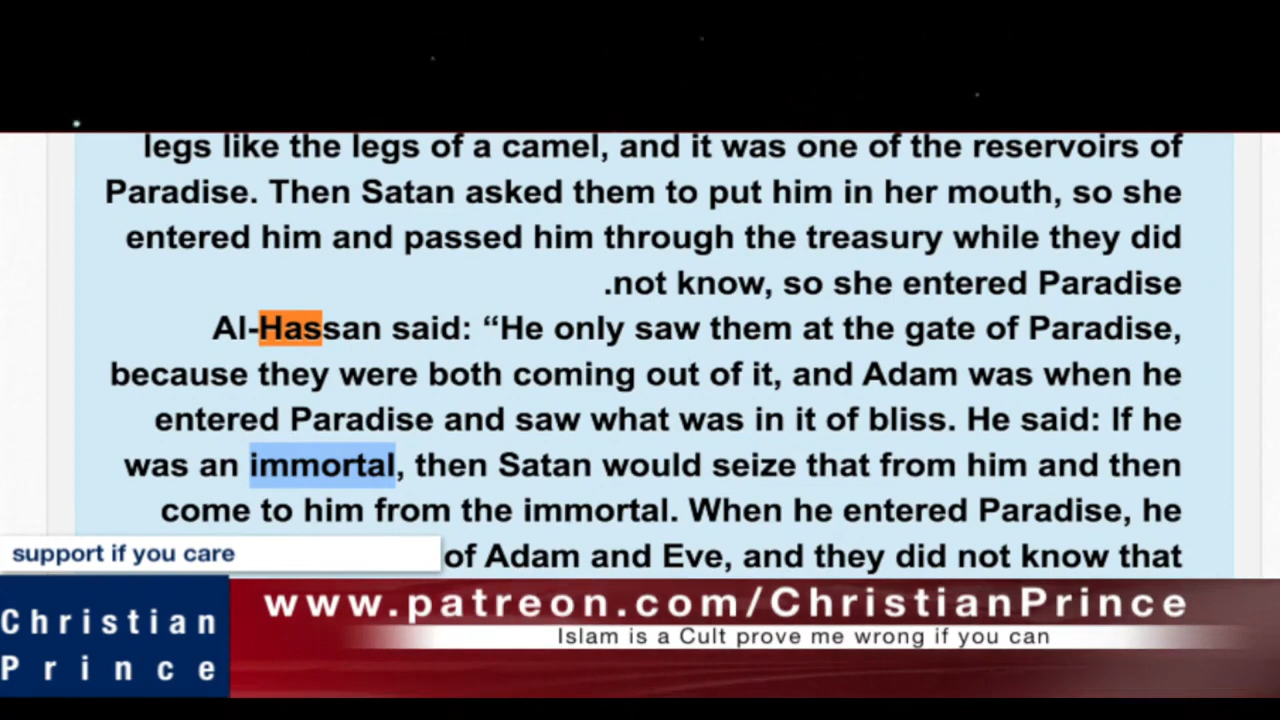 legs like the legs of a camel, and it was one of the reservoirs of
Paradise. Then Satan asked them to put him in her mouth, so she
entered him and passed him through the treasury while they did
.not know, so she entered Paradise
Al-Hassan said: “He only saw them at the gate of Paradise,
because they were both coming out of it, and Adam was when he
entered Paradise and saw what was in it of bliss. He said: If he
was an immortal, then Satan would seize that from him and then
come to him from the immortal. When he entered Paradise, he
of Adam and Eve, and they did not know that
support if you care
Christian
Prince
www.patreon.com/ChristianPrince
Islam is a Cult prove me wrong if you can